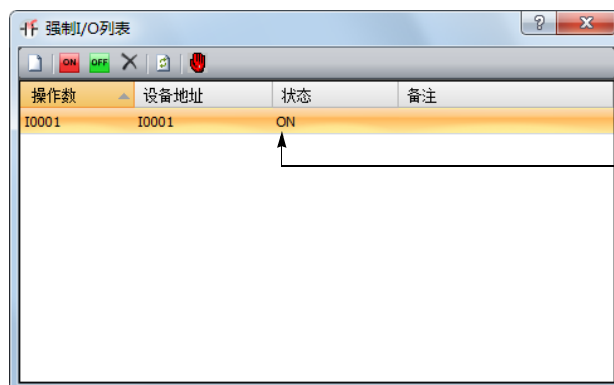 强制I/O列表
ON OFF
操作数 设备地址 状态 备注
I0001 I0001 ON